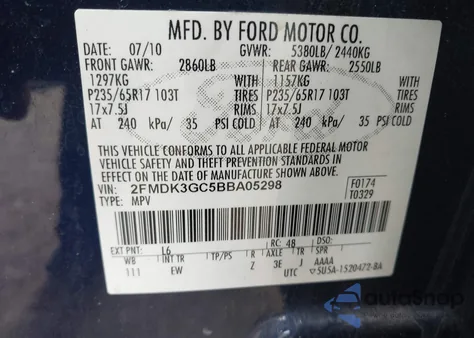 MFD. BY FORD MOTOR CO.
DATE: 07/10 GVWR: 5380LB/ 2440KG
FRONT GAWR: 2860LB REAR GAWR: 2550LB
1297KG WITH 1157KG WITH
P235/65R17 103T TIRES P235/65R17 103T TIRES
17x7.5J RIMS 17x7.5J RIMS
AT 240 kPa/ 35 PSI COLD AT 240 kPa/ 35 PSI COLD
THIS VEHICLE CONFORMS TO ALL APPLICABLE FEDERAL MOTOR
VEHICLE SAFETY AND THEFT PREVENTION STANDARDS IN
EFFECT ON THE DATE OF MANUFACTURE SHOWN ABOVE.
VIN: 2FMDK3GC5BBA05298 F0174
TYPE: MPV T0329
EXT PNT: L6 RC: 48 DSO:
WB INT TR TP/PS R AXLE TR SPR
111 EW Z 3E J AAAA
UTC 5U5A-1520472-BA
autoSnap